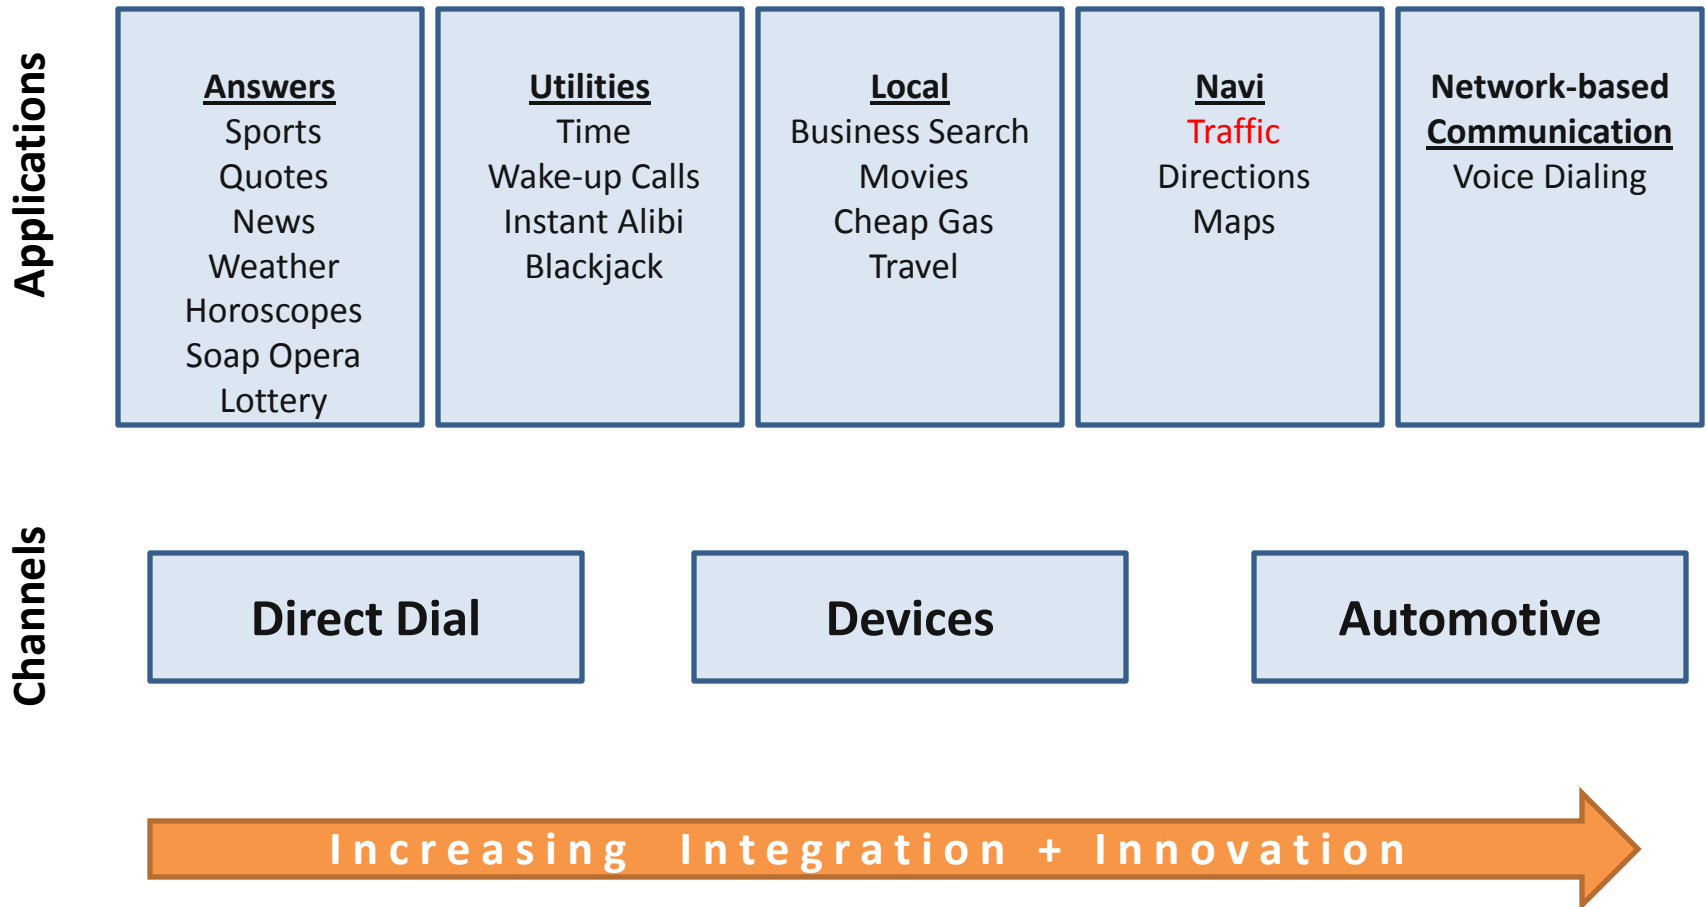 Applications
Answers
Sports
Quotes
News
Weather
Horoscopes
Soap Opera
Lottery
Utilities
Time
Wake-up Calls
Instant Alibi
Blackjack
Local
Business Search
Movies
Cheap Gas
Travel
Navi
Traffic
Directions
Maps
Network-based
Communication
Voice Dialing
Channels
Direct Dial
Devices
Automotive
Increasing Integration + Innovation